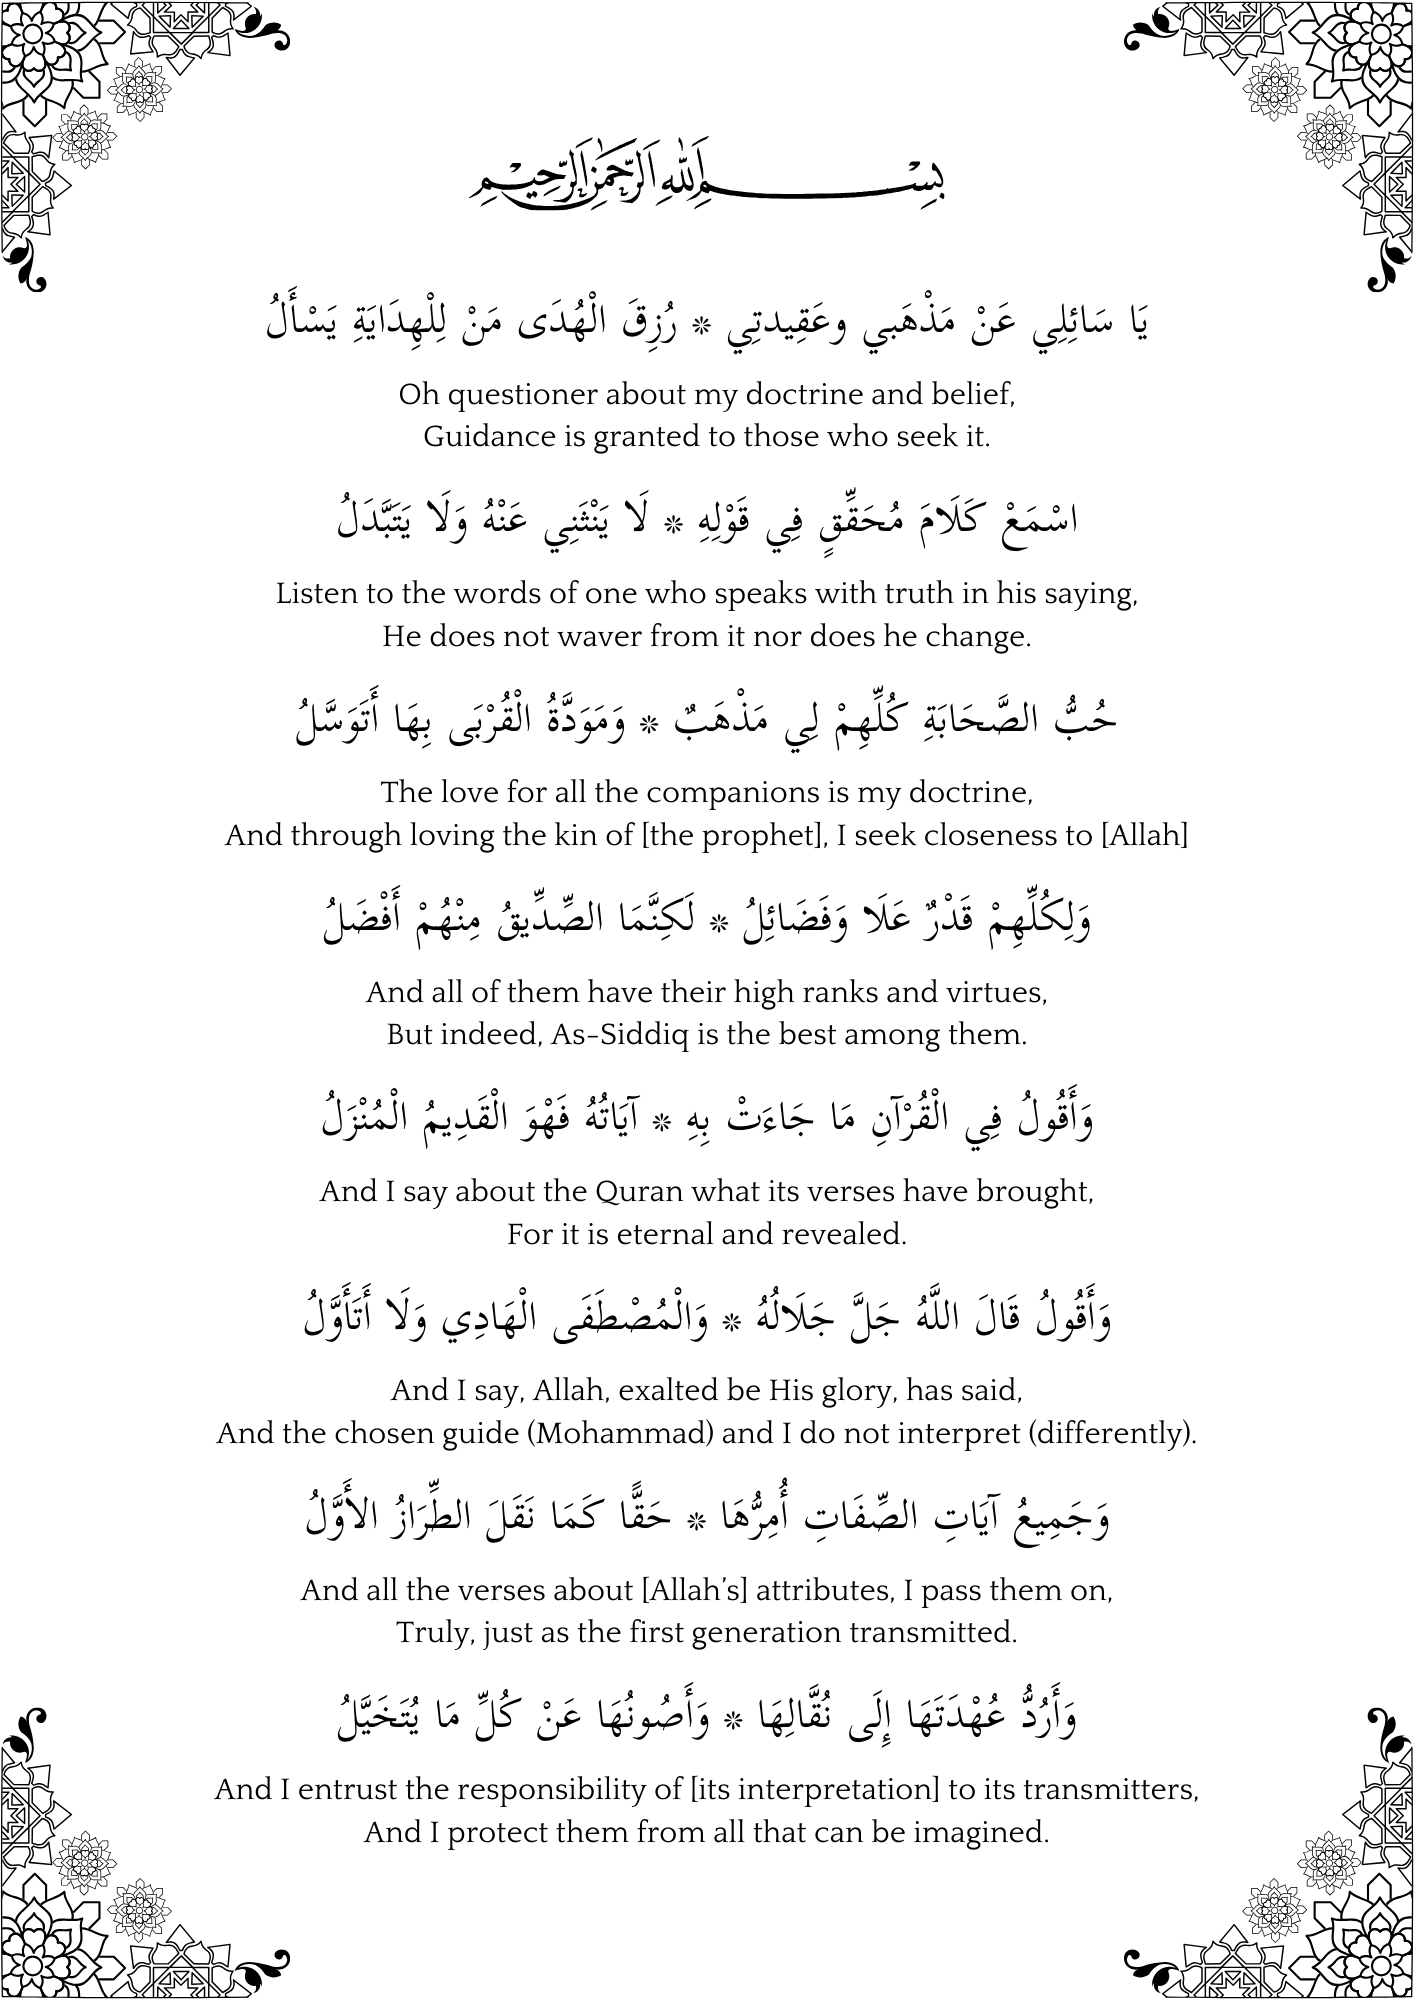 بِسْمِ اللهِ الرَّحْمٰنِ الرَّحِيْمِ
يَا سَائِلِي عَنْ مَذْهَبي وعَقِيدتِي * رُزِقَ الْهُدَى مَنْ لِلْهِدَايَةِ يَسْأَلُ
Oh questioner about my doctrine and belief,
Guidance is granted to those who seek it.
اسْمَعْ كَلَامَ مُحَقِّقٍ فِي قَوْلِهِ * لَا يَنْثَنِي عَنْهُ وَلَا يَتَبَّدَلُ
Listen to the words of one who speaks with truth in his saying,
He does not waver from it nor does he change.
حُبُّ الصَّحَابَةِ كُلِّهِمْ لِي مَذْهَبٌ * وَمَوَدَّةُ الْقُرْبَى بِهَا أَتَوَسَّلُ
The love for all the companions is my doctrine,
And through loving the kin of [the prophet], I seek closeness to [Allah]
وَلِكُلِّهِمْ قَدْرٌ عَلَا وَفَضَائِلُ * لَكِنَّمَا الصِّدِّيقُ مِنْهُمْ أَفْضَلُ
And all of them have their high ranks and virtues,
But indeed, As-Siddiq is the best among them.
وَأَقُولُ فِي الْقُرْآنِ مَا جَاءَتْ بِهِ * آيَاتُهُ فَهْوَ الْقَدِيمُ الْمُنْزَلُ
And I say about the Quran what its verses have brought,
For it is eternal and revealed.
وَأَقُولُ قَالَ اللَّهُ جَلَّ جَلَالُهُ * وَالْمُصْطَفَى الْهَادِي وَلَا أَتَأَوَّلُ
And I say, Allah, exalted be His glory, has said,
And the chosen guide (Mohammad) and I do not interpret (differently).
وَجَمِيعُ آيَاتِ الصِّفَاتِ أُمِرُّهَا * حَقًّا كَمَا نَقَلَ الطِّرَازُ الأَوَّلُ
And all the verses about [Allah’s] attributes, I pass them on,
Truly, just as the first generation transmitted.
وَأَرُدُّ عُهْدَتَهَا إِلَى نُقَّالِهَا * وَأَصُونُهَا عَنْ كُلِّ مَا يُتَخَيَّلُ
And I entrust the responsibility of [its interpretation] to its transmitters,
And I protect them from all that can be imagined.